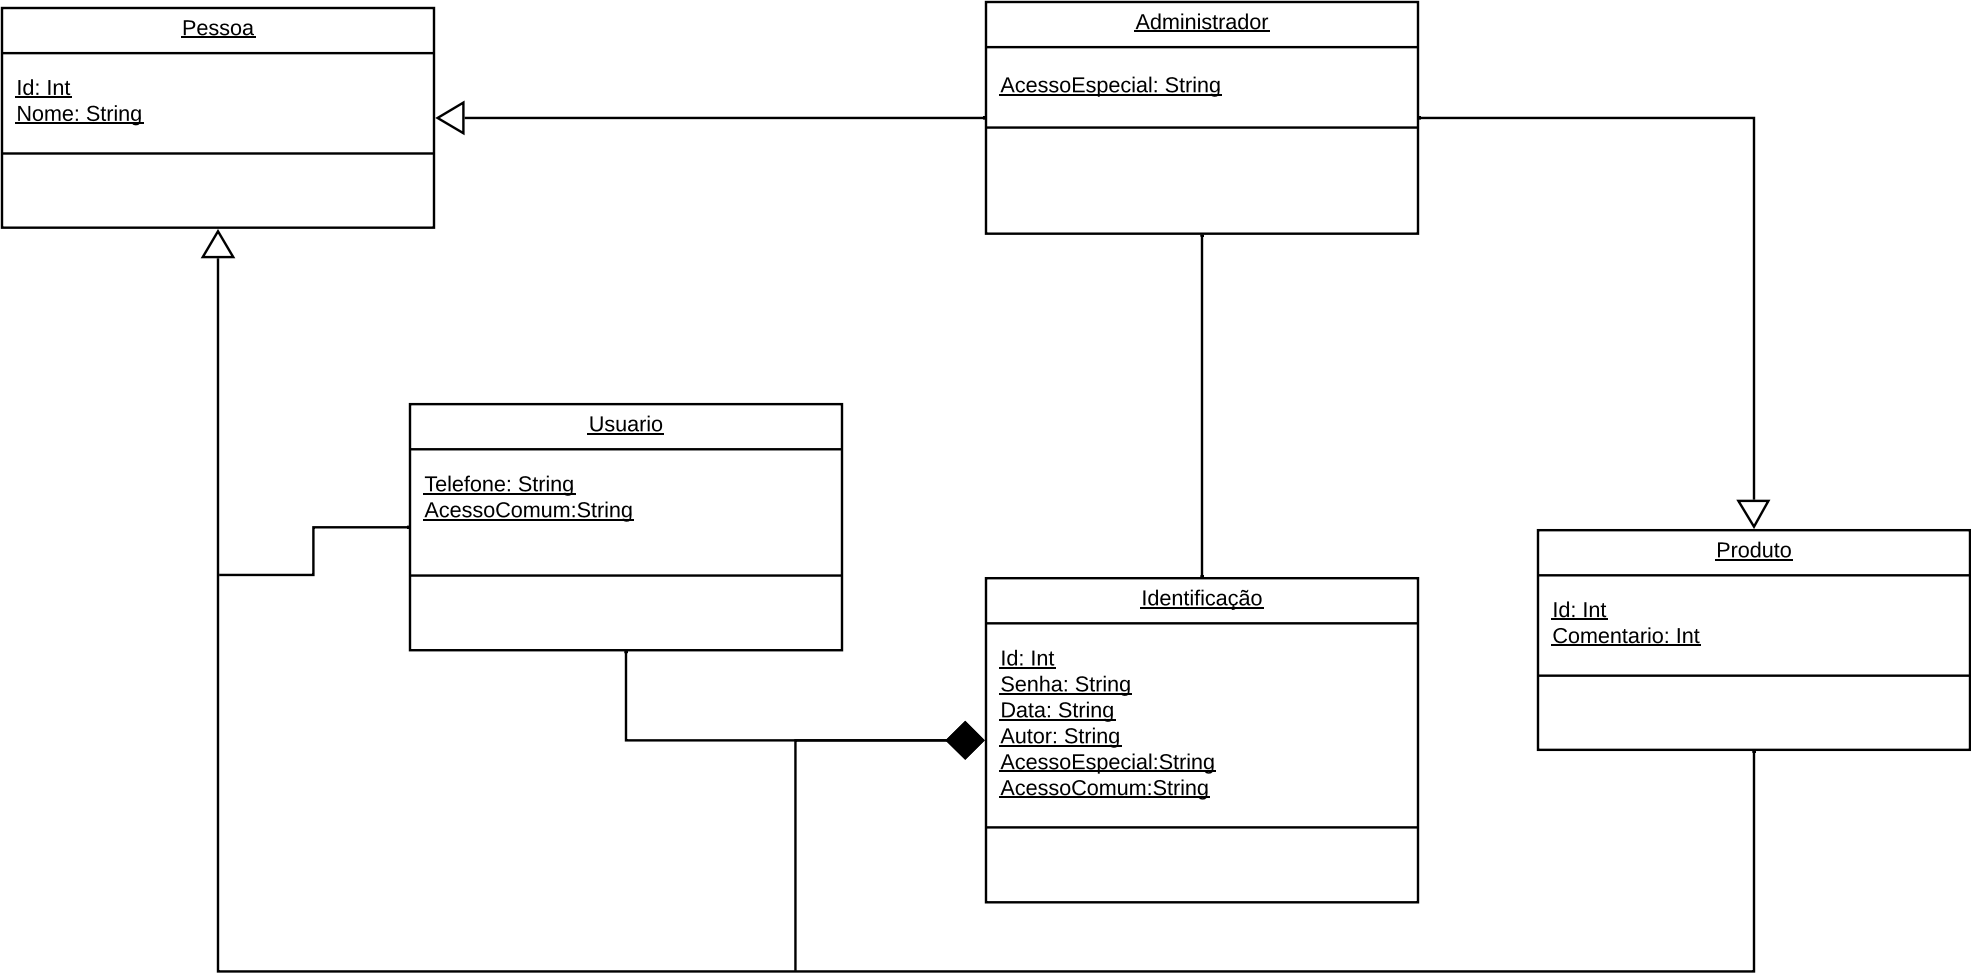 Pessoa
Id: Int
Nome: String
Administrador
AcessoEspecial: String
Usuario
Telefone: String
AcessoComum:String
Identificação
Id: Int
Senha: String
Data: String
Autor: String
AcessoEspecial:String
AcessoComum:String
Produto
Id: Int
Comentario: Int